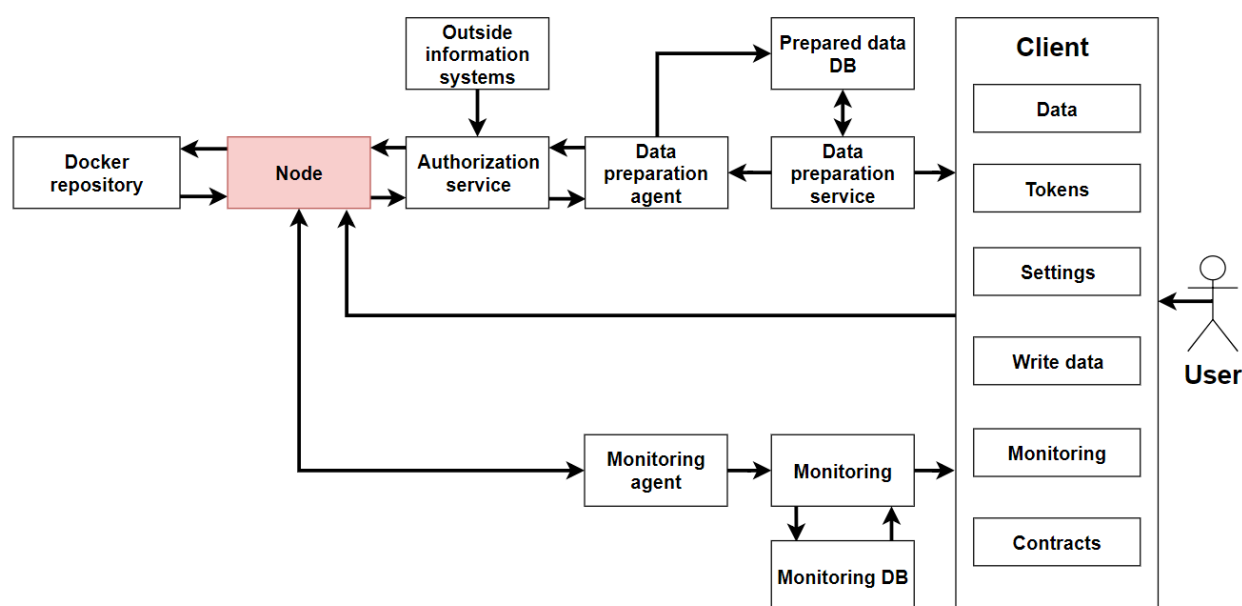 Outside
information
systems
Prepared data
DB
Client
Data
Docker
repository
Node
Authorization
service
Data
preparation
agent
Data
preparation
service
Tokens
Settings
Write data
User
Monitoring
agent
Monitoring
Monitoring
Contracts
Monitoring DB